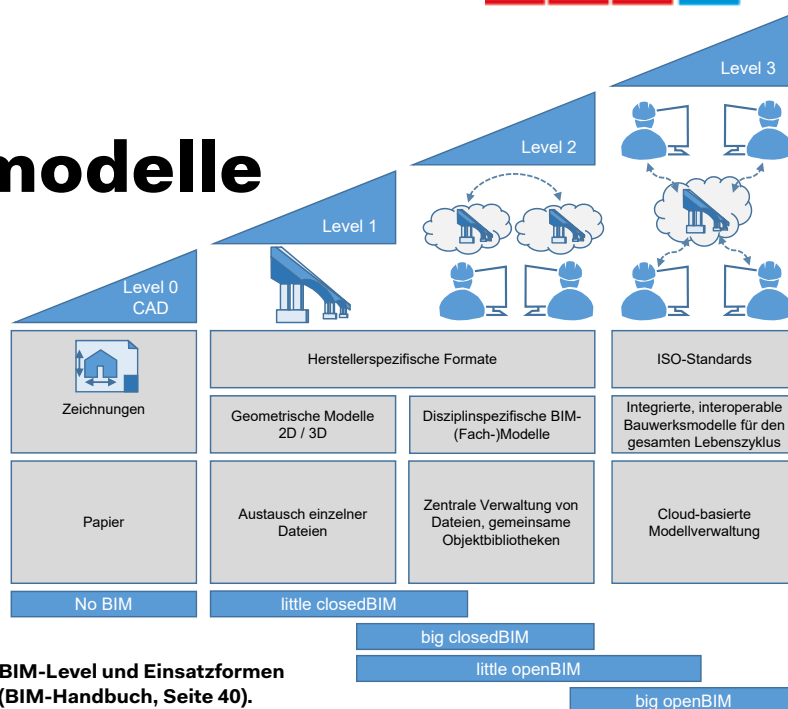 modelle
Level 3
Level 2
Level 1
Level 0
CAD
Zeichnungen
Herstellerspezifische Formate
ISO-Standards
Geometrische Modelle
2D / 3D
Disziplinspezifische BIM-
(Fach-)Modelle
Integrierte, interoperable
Bauwerksmodelle für den
gesamten Lebenszyklus
Papier
Austausch einzelner
Dateien
Zentrale Verwaltung von
Dateien, gemeinsame
Objektbibliotheken
Cloud-basierte
Modellverwaltung
No BIM
little closedBIM
big closedBIM
little openBIM
big openBIM
BIM-Level und Einsatzformen
(BIM-Handbuch, Seite 40).